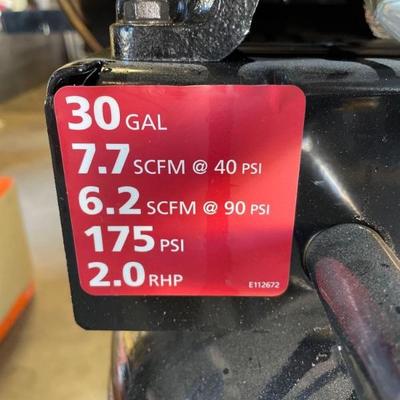 30 GAL
7.7 SCFM @ 40 PSI
6.2 SCFM @ 90 PSI
175 PSI
2.0 RHP
E112672